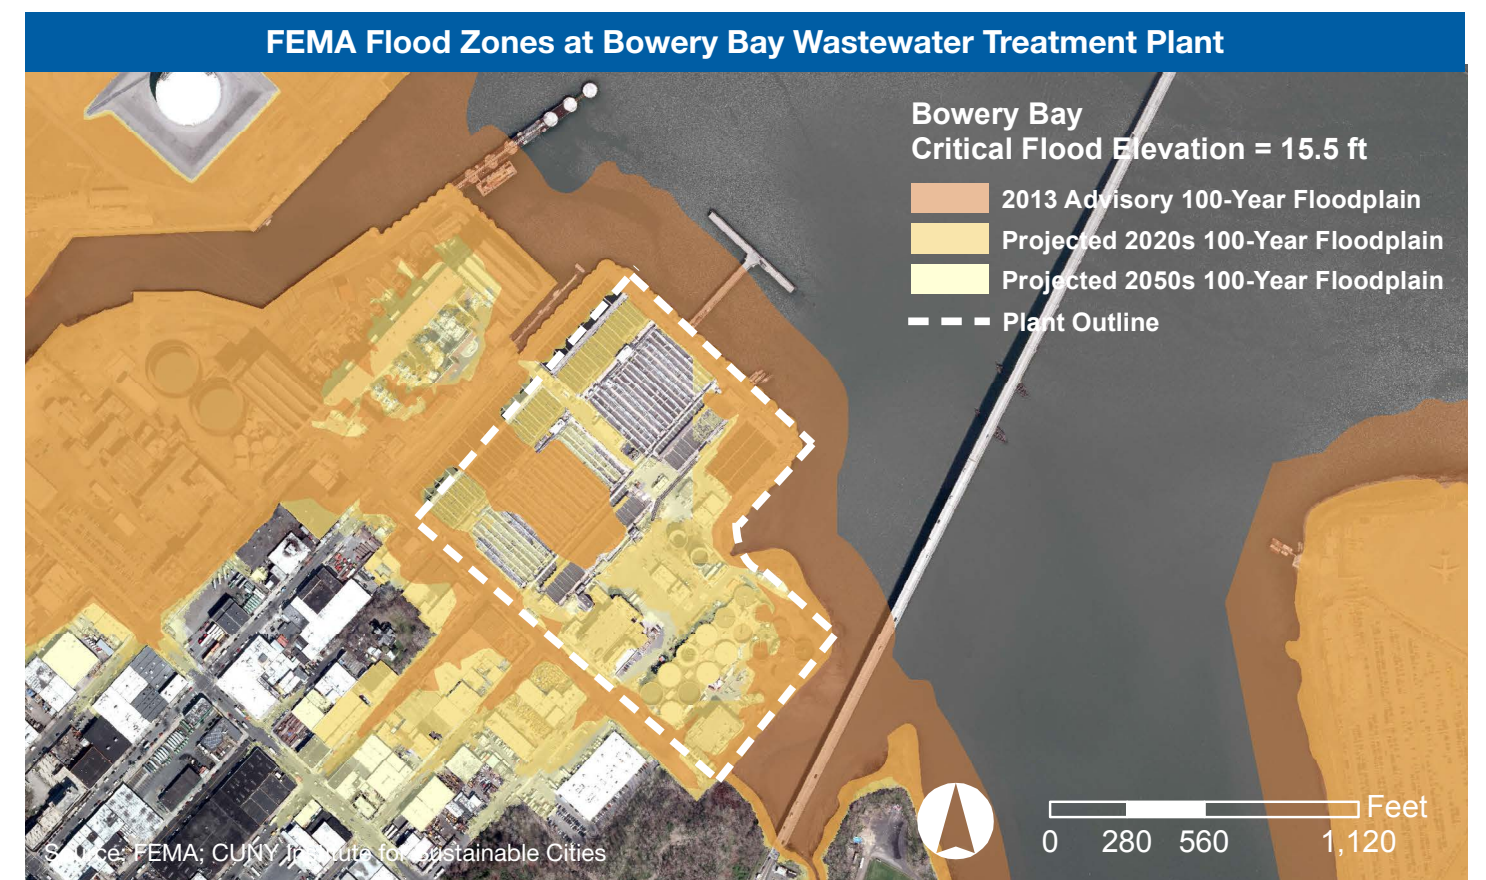 FEMA Flood Zones at Bowery Bay Wastewater Treatment Plant
Bowery Bay
Critical Flood Elevation = 15.5 ft
2013 Advisory 100-Year Floodplain
Projected 2020s 100-Year Floodplain
Projected 2050s 100-Year Floodplain
Plant Outline
Feet
0 280 560 1,120
Source: FEMA; CUNY Institute for Sustainable Cities